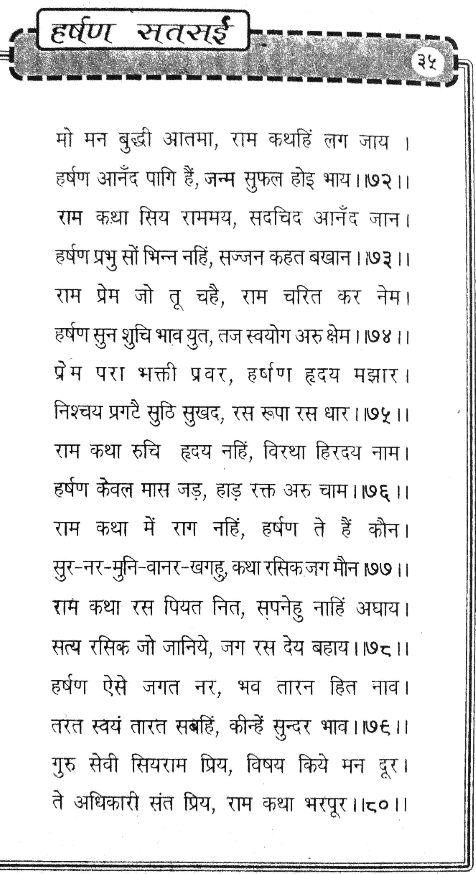 हर्षण सतसई
३५
मो मन बुद्धी आतमा, राम कथहिं लग जाय ।
हर्षण आनँद पागि हैं, जन्म सुफल होइ भाय।।७२।।
राम कथा सिय राममय, सदचिद आनँद जान।
हर्षण प्रभु सों भिन्न नहिं, सज्जन कहत बखान।।७३।।
राम प्रेम जो तू चहै, राम चरित कर नेम।
हर्षण सुन शुचि भाव युत, तज स्वयोग अरु क्षेम।।७४।।
प्रेम परा भक्ती प्रवर, हर्षण हृदय मझार।
निश्चय प्रगटै सुठि सुखद, रस रूपा रस धार।।७५।।
राम कथा रुचि हृदय नहिं, विरथा हिरदय नाम।
हर्षण केवल मास जड़, हाड़ रक्त अरु चाम।।७६।।
राम कथा में राग नहिं, हर्षण ते हैं कौन।
सुर-नर-मुनि-वानर-खगहु, कथा रसिक जग मौन।।७७।।
राम कथा रस पियत नित, सपनेहु नाहिं अघाय।
सत्य रसिक जो जानिये, जग रस देय बहाय।।७८।।
हर्षण ऐसे जगत नर, भव तारन हित नाव।
तरत स्वयं तारत सबहिं, कीन्हें सुन्दर भाव।।७९।।
गुरु सेवी सियराम प्रिय, विषय किये मन दूर।
ते अधिकारी संत प्रिय, राम कथा भरपूर।।८०।।